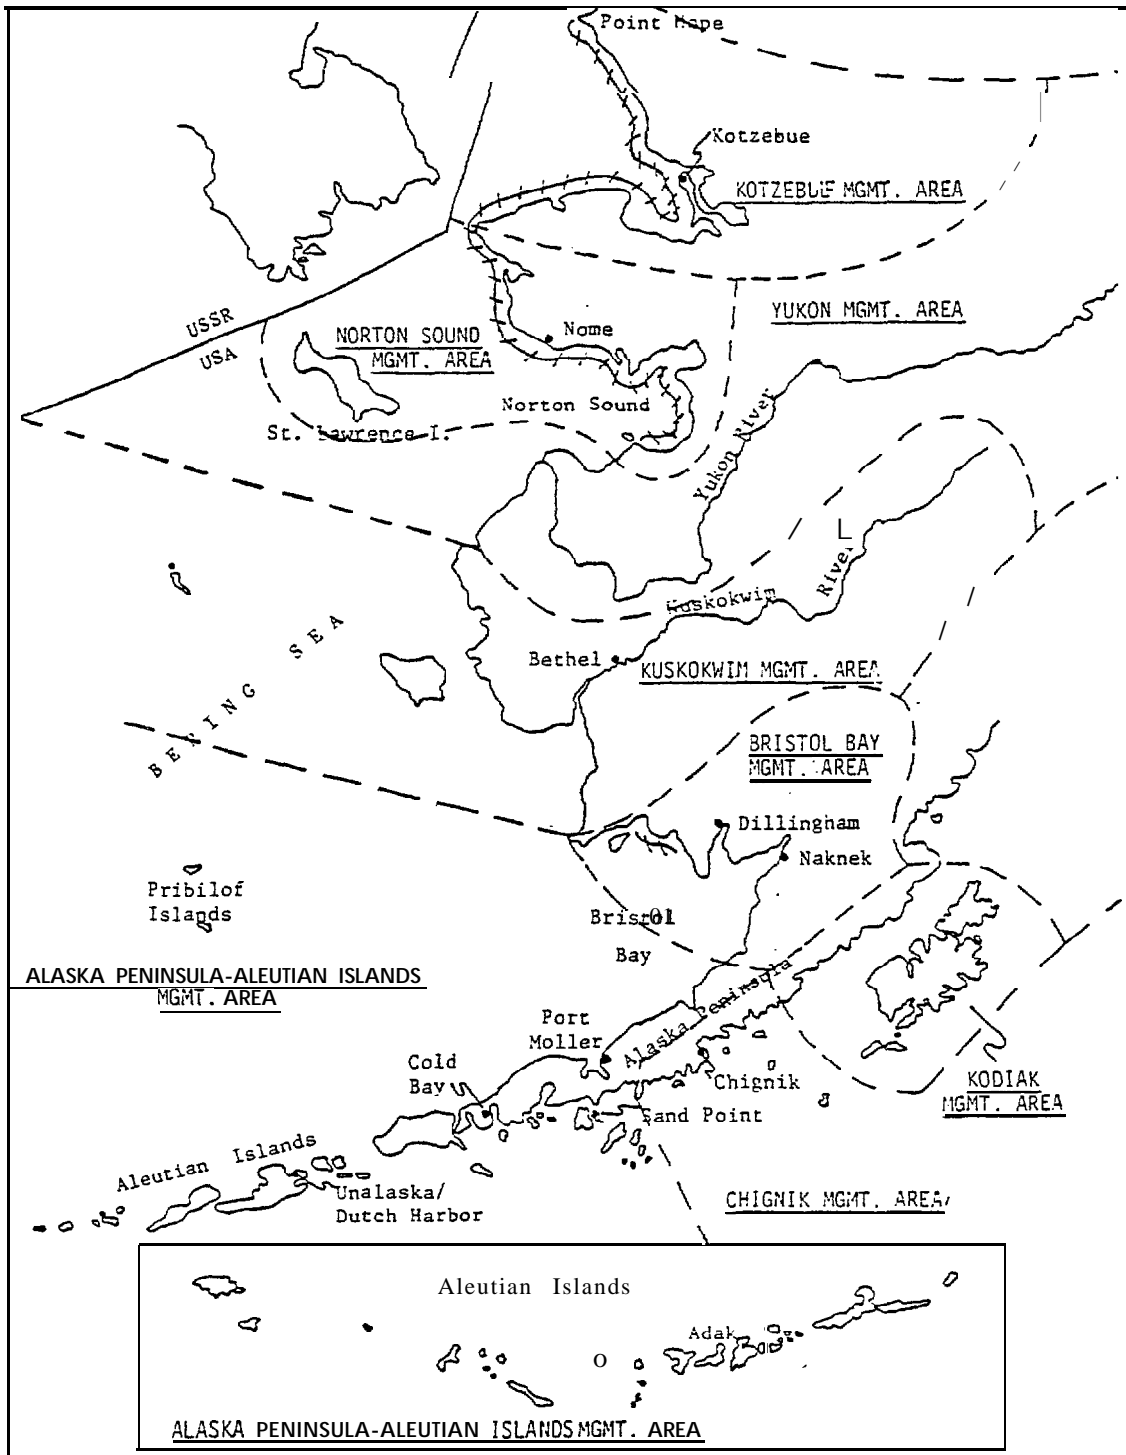 Point Hope
Kotzebue
KOTZEBUE MGMT. AREA
YUKON MGMT. AREA
USSR
USA
NORTON SOUND
MGMT. AREA
Nome
Norton Sound
St. Lawrence I.
Yukon River
Kuskokwim
River
BERING SEA
Bethel
KUSKOKWIM MGMT. AREA
BRISTOL BAY
MGMT. AREA
Dillingham
Naknek
Pribilof
Islands
Bristol
Bay
ALASKA PENINSULA-ALEUTIAN ISLANDS
MGMT. AREA
Alaska Peninsula
Port
Moller
Cold
Bay
Chignik
KODIAK
MGMT. AREA
Sand Point
Aleutian Islands
Unalaska/
Dutch Harbor
CHIGNIK MGMT. AREA
Aleutian Islands
Adak
ALASKA PENINSULA-ALEUTIAN ISLANDS MGMT. AREA